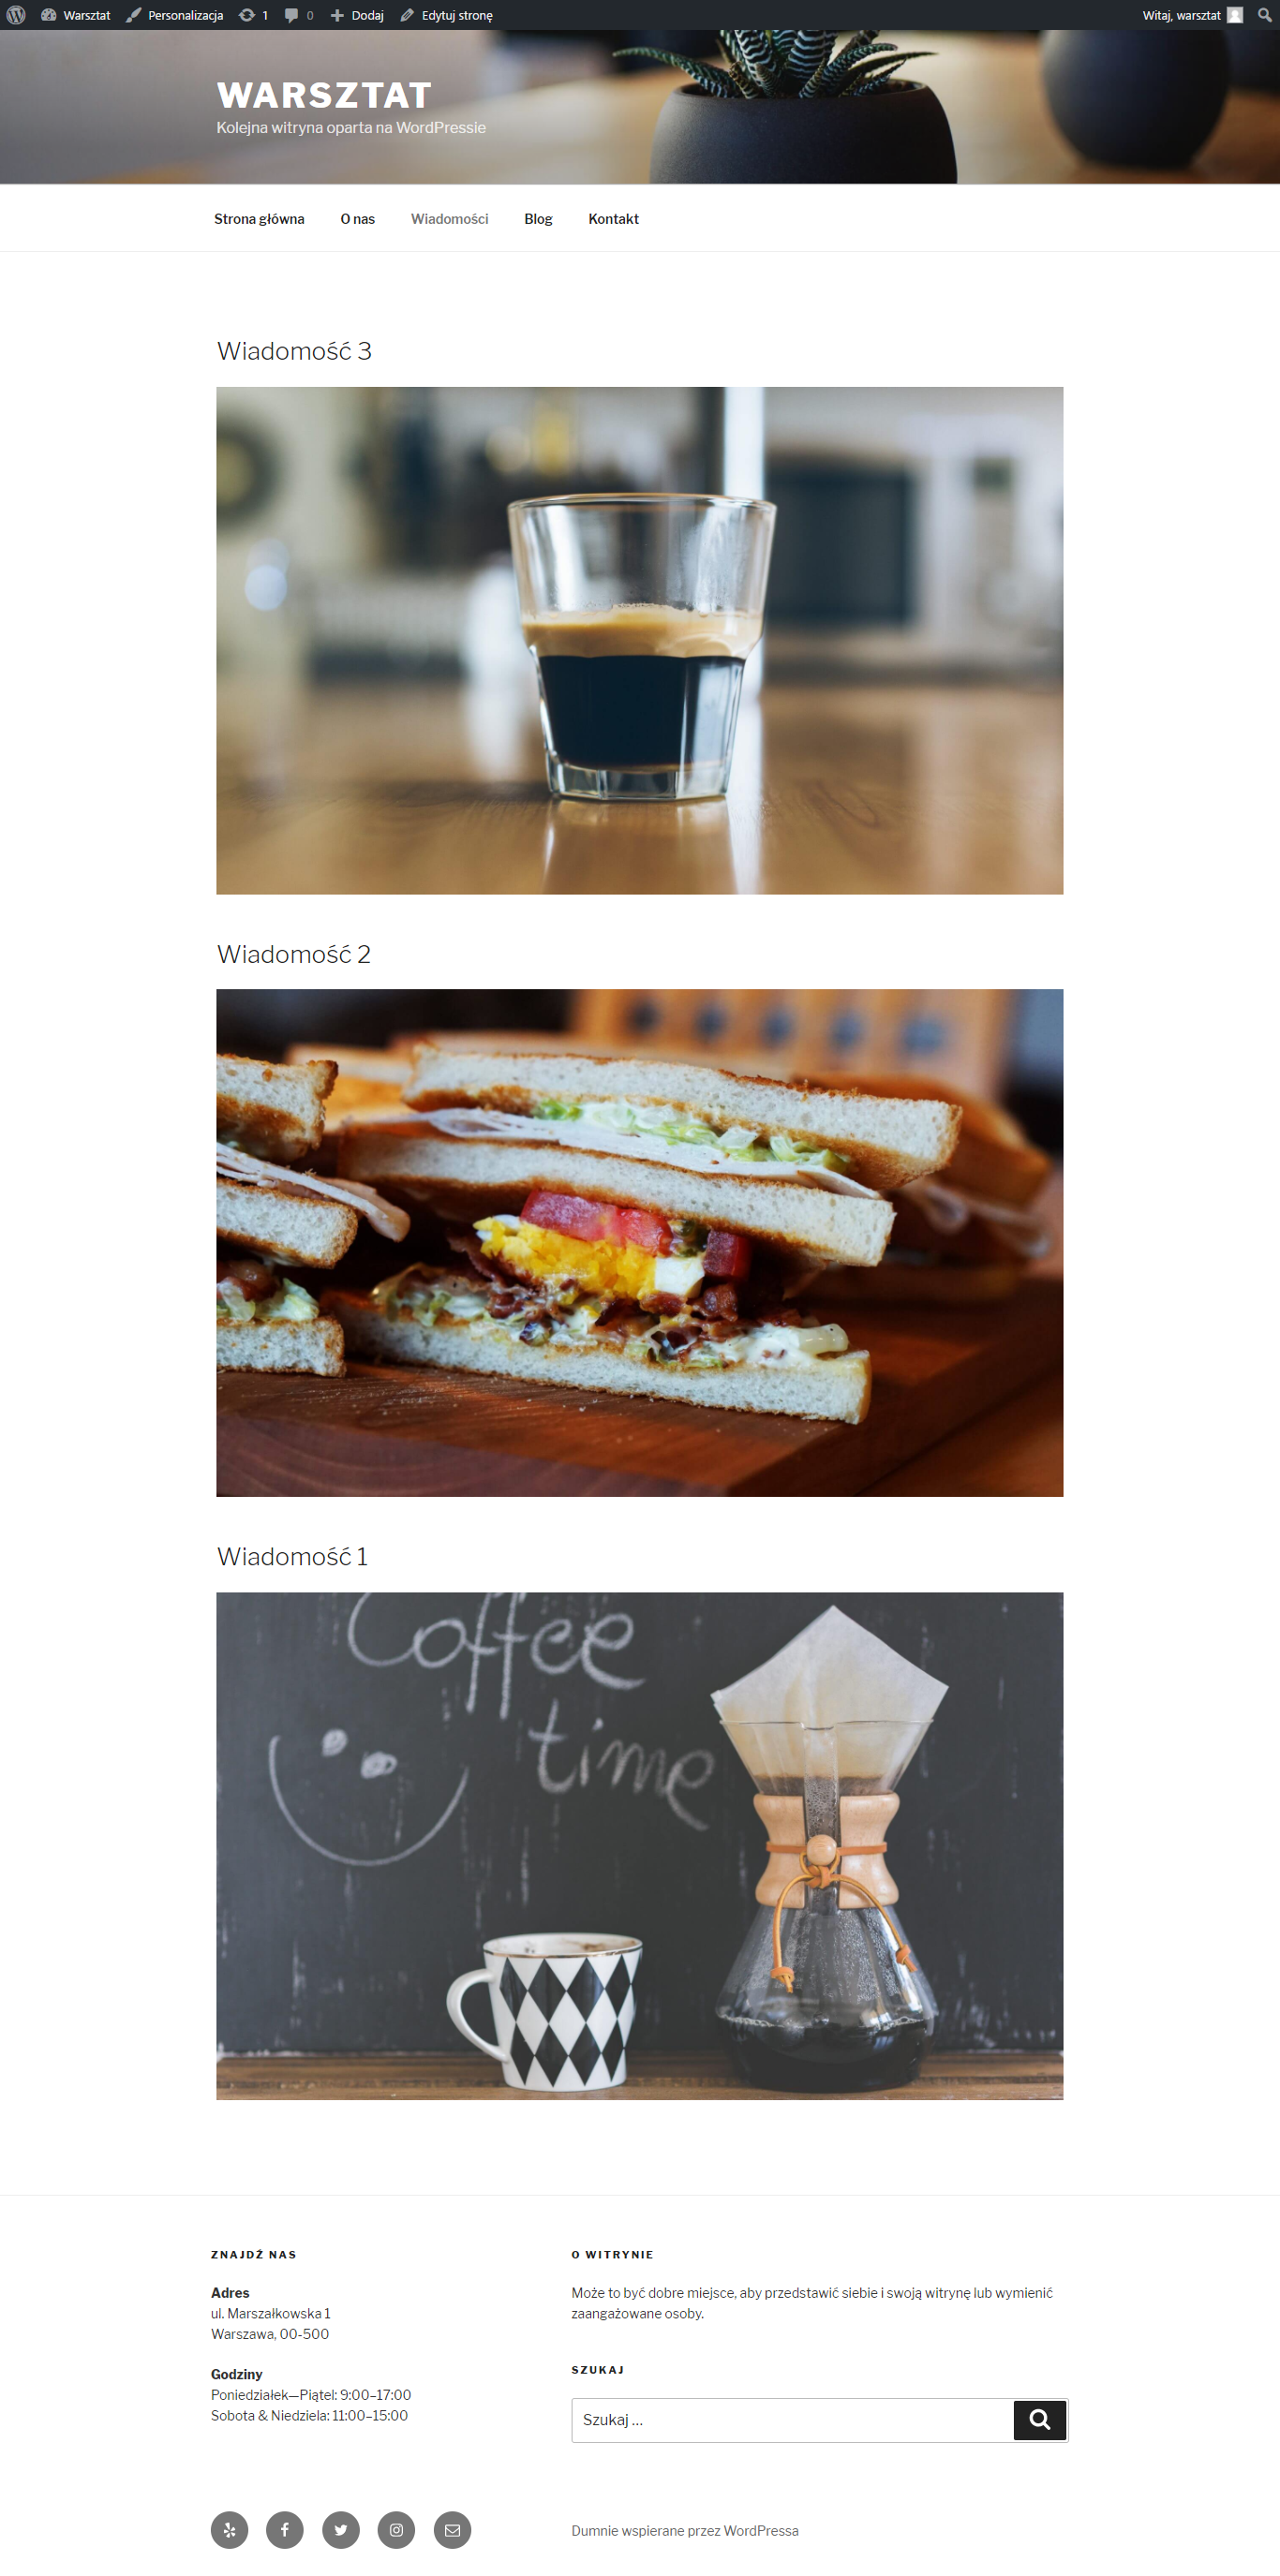 Warsztat Personalizacja 1 0 Dodaj Edytuj stronę Witaj, warsztat
WARSZTAT
Kolejna witryna oparta na WordPressie
Strona główna O nas Wiadomości Blog Kontakt
Wiadomość 3
Wiadomość 2
Wiadomość 1
Coffee
time
ZNAJDŹ NAS
Adres
ul. Marszałkowska 1
Warszawa, 00-500
Godziny
Poniedziałek—Piątel: 9:00–17:00
Sobota & Niedziela: 11:00–15:00
O WITRYNIE
Może to być dobre miejsce, aby przedstawić siebie i swoją witrynę lub wymienić
zaangażowane osoby.
SZUKAJ
Szukaj …
Dumnie wspierane przez WordPressa